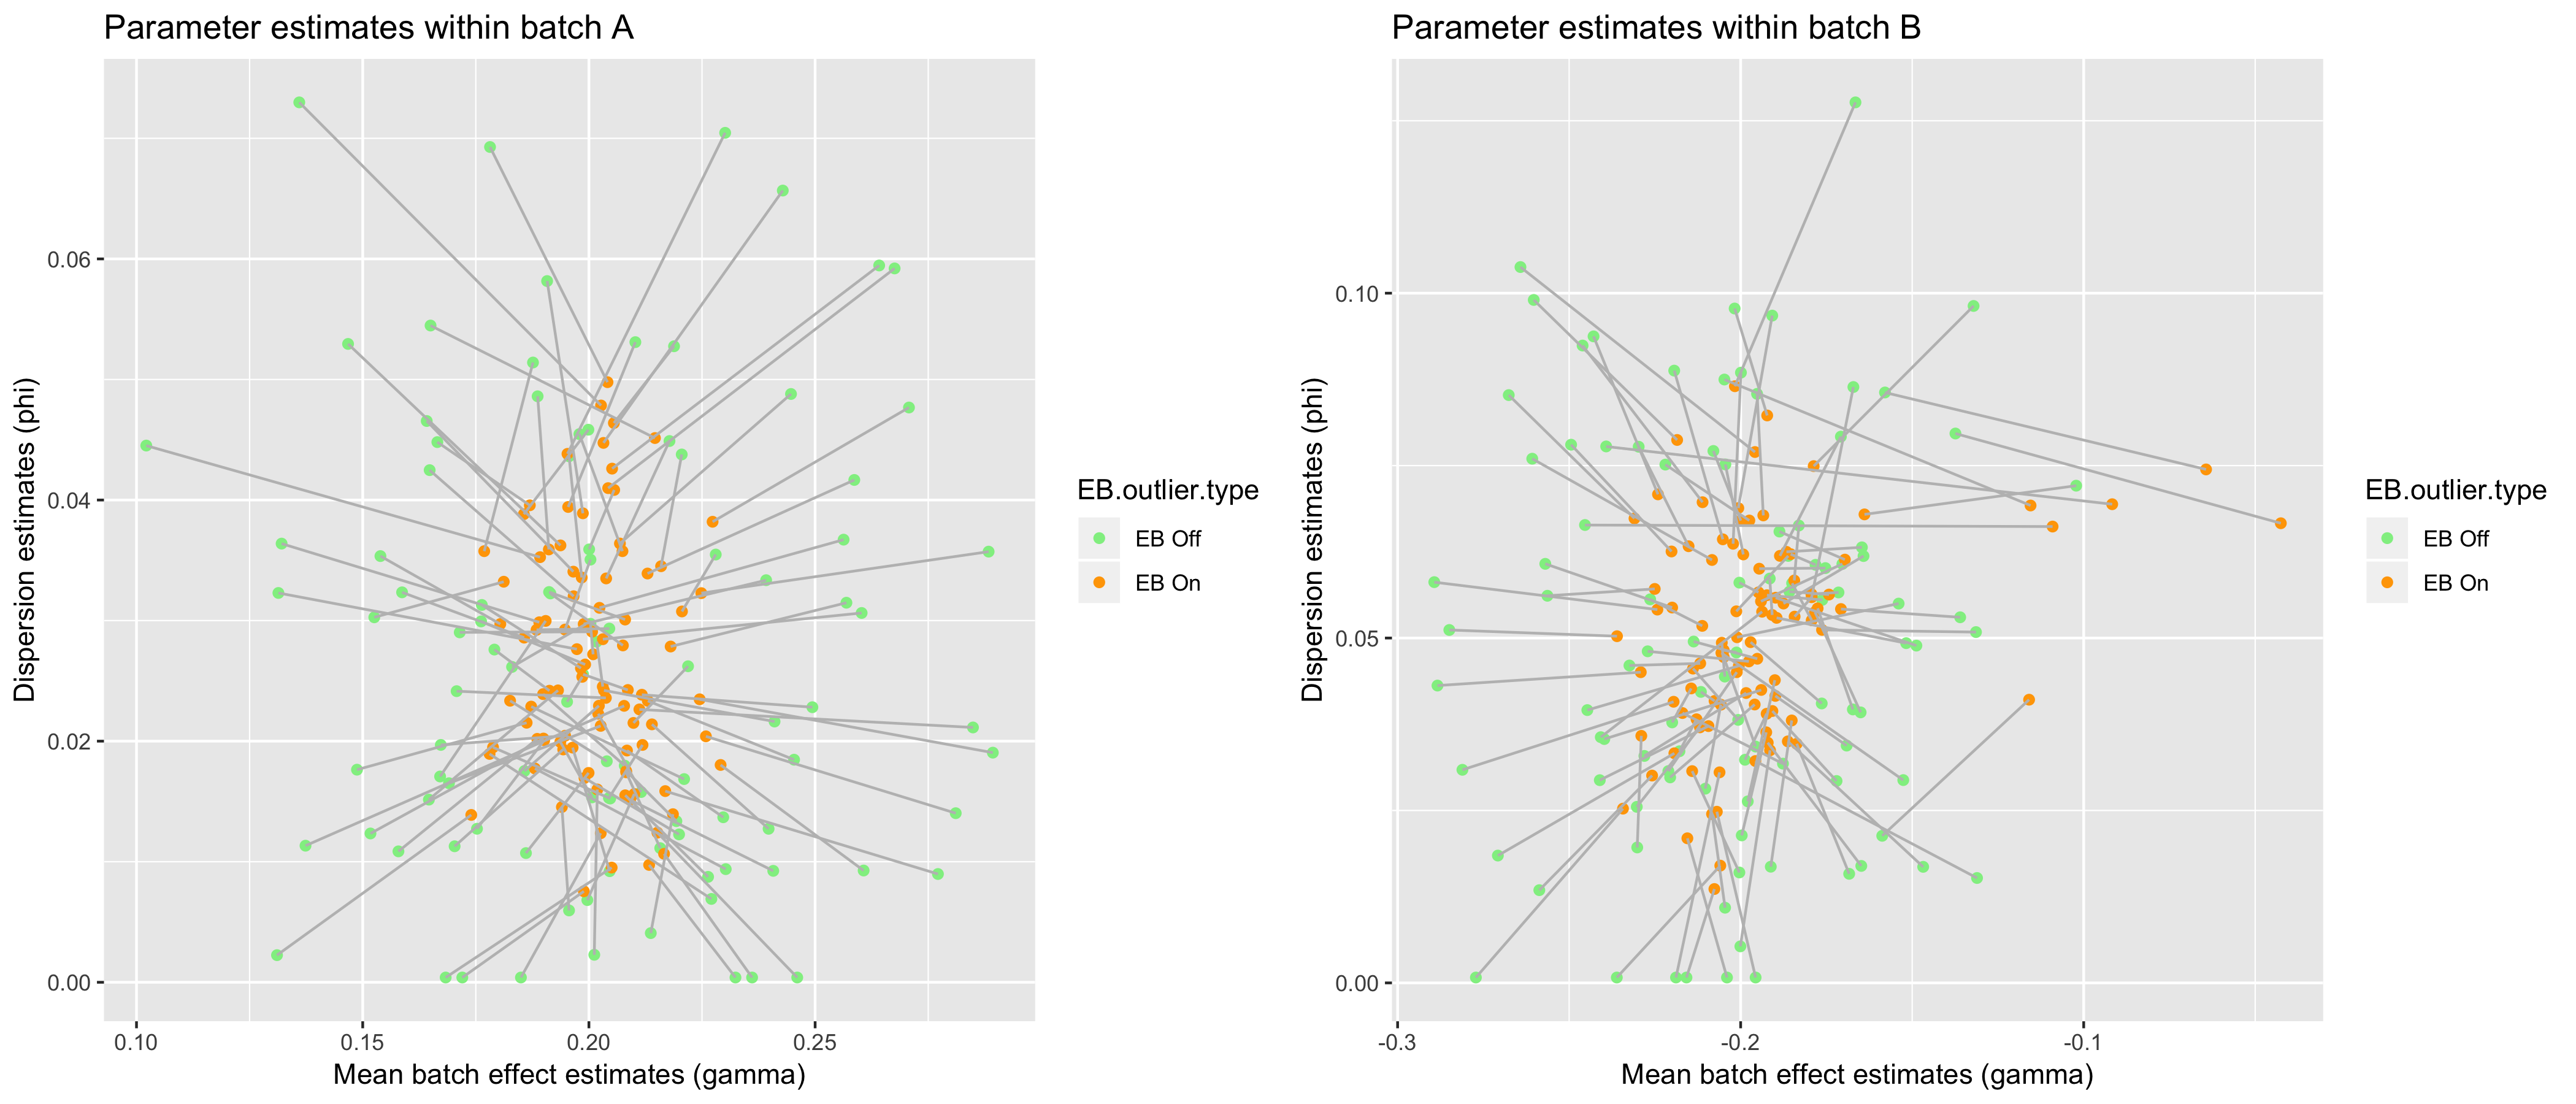 Parameter estimates within batch A
Dispersion estimates (phi)
0.06
0.04
0.02
0.00
0.10
0.15
0.20
0.25
Mean batch effect estimates (gamma)
EB.outlier.type
EB Off
EB On
Parameter estimates within batch B
Dispersion estimates (phi)
0.10
0.05
0.00
-0.3
-0.2
-0.1
Mean batch effect estimates (gamma)
EB.outlier.type
EB Off
EB On